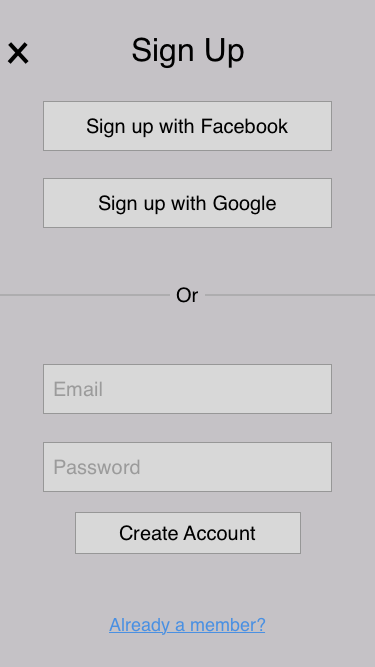 Sign Up
Sign up with Facebook
Sign up with Google
Or
Email
Password
Create Account
Already a member?